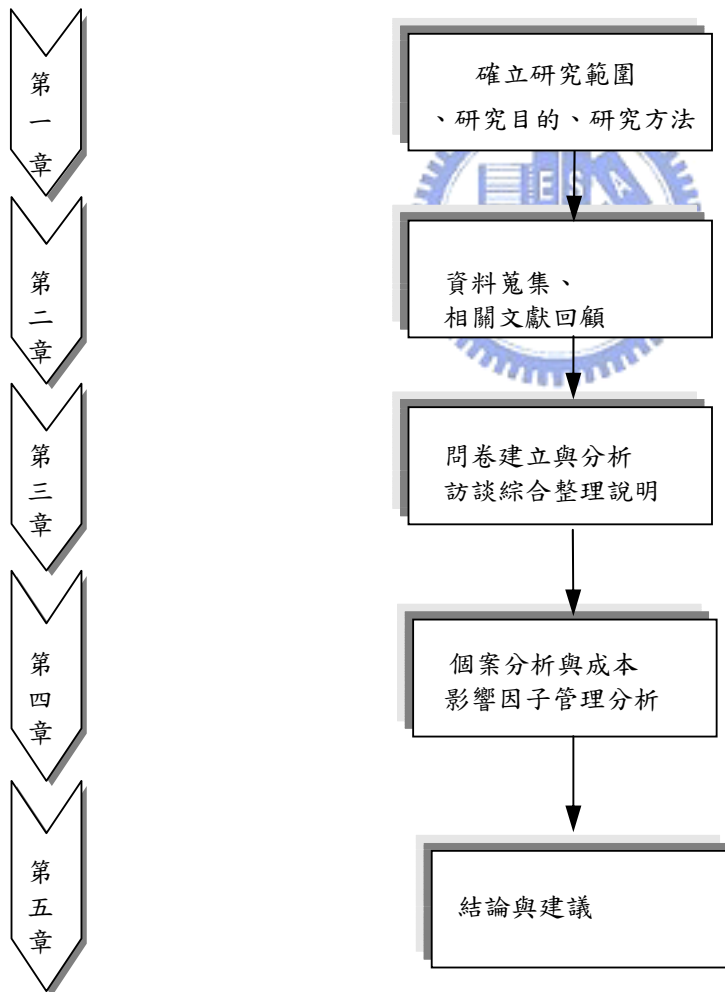 第
一
章
確立研究範圍
、研究目的、研究方法
ESA
第
二
章
資料蒐集、
相關文獻回顧
第
三
章
問卷建立與分析
訪談綜合整理說明
第
四
章
個案分析與成本
影響因子管理分析
第
五
章
結論與建議